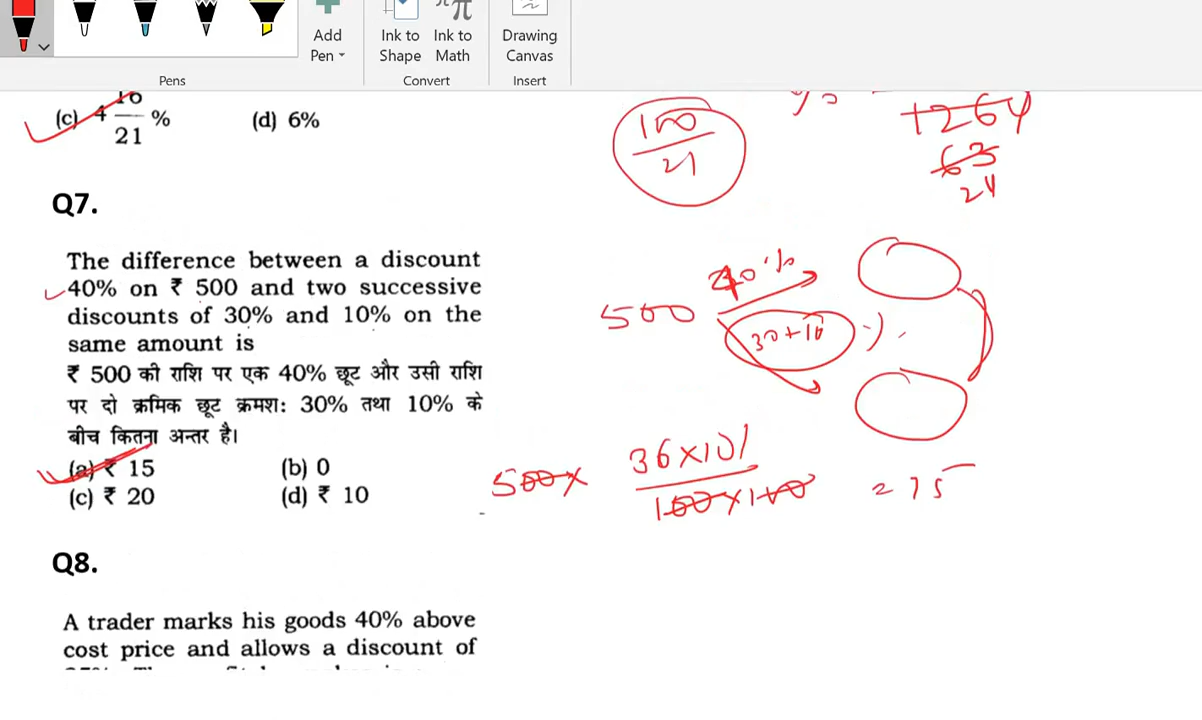 Add
Pen
Ink to
Shape
Ink to
Math
Drawing
Canvas
Pens
Convert
Insert
(c) 4 10/21 %
(d) 6%
100/21
+264
63
24
Q7.
The difference between a discount
40% on ₹ 500 and two successive
discounts of 30% and 10% on the
same amount is
₹ 500 की राशि पर एक 40% छूट और उसी राशि
पर दो क्रमिक छूट क्रमश: 30% तथा 10% के
बीच कितना अन्तर है।
(a) ₹ 15
(b) 0
(c) ₹ 20
(d) ₹ 10
500
40%
30+10
500 x
36x10/
100x100
= 15
Q8.
A trader marks his goods 40% above
cost price and allows a discount of